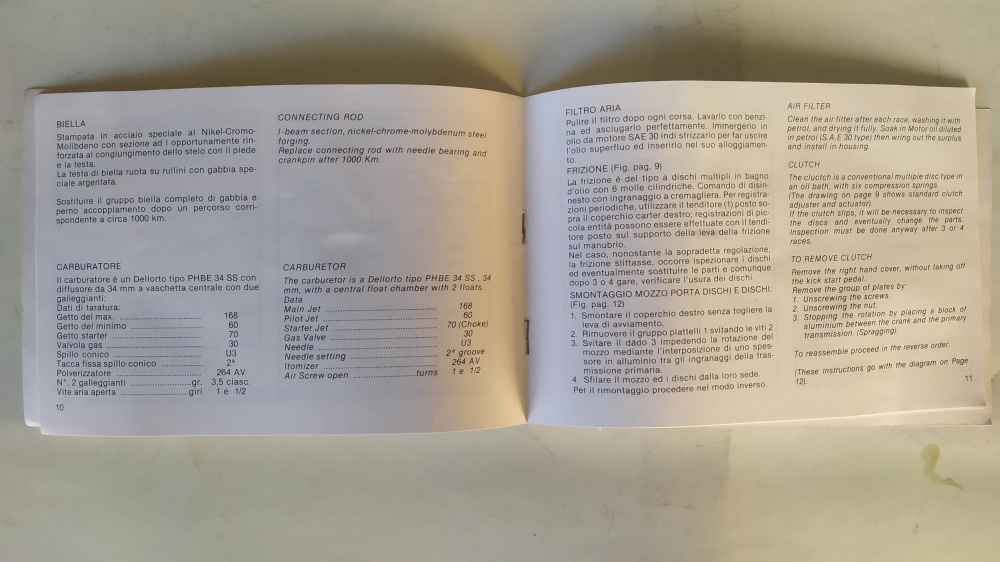 BIELLA
Stampata in acciaio speciale al Nikel-Cromo-
Molibdeno con sezione ad I opportunamente rin-
forzata al congiungimento dello stelo con il piede
e la testa.
La testa di biella ruota su rullini con gabbia spe-
ciale argentata.
Sostituire il gruppo biella completo di gabbia e
perno accoppiamento dopo un percorso corri-
spondente a circa 1000 km.
CARBURATORE
Il carburatore è un Dellorto tipo PHBE 34 SS con
diffusore da 34 mm a vaschetta centrale con due
galleggianti:
Dati di taratura:
Getto del max. ........ 168
Getto del minimo ........ 60
Getto starter ........ 70
Valvola gas ........ 30
Spillo conico ........ U3
Tacca fissa spillo conico ........ 2ª
Polverizzatore ........ 264 AV
N°. 2 galleggianti ........gr. 3,5 ciasc.
Vite aria aperta ........giri 1 e 1/2
10
CONNECTING ROD
I-beam section, nickel-chrome-molybdenum steel
forging.
Replace connecting rod with needle bearing and
crankpin after 1000 Km.
CARBURETOR
The carburetor is a Dellorto tipo PHBE 34 SS, 34
mm, with a central float chamber with 2 floats.
Data
Main Jet ........ 168
Pilot Jet ........ 60
Starter Jet ........ 70 (Choke)
Gas Valve ........ 30
Needle ........ U3
Needle setting ........ 2ª groove
Itomizer ........ 264 AV
Air Screw open ........turns 1 e 1/2
FILTRO ARIA
Pulire il filtro dopo ogni corsa. Lavarlo con benzi-
na ed asciugarlo perfettamente. Immergerlo in
olio da motore SAE 30 indi strizzarlo per far uscire
l'olio superfluo ed inserirlo nel suo alloggiamen-
to.
FRIZIONE (Fig. pag. 9)
La frizione è del tipo a dischi multipli in bagno
d'olio con 6 molle cilindriche. Comando di disin-
nesto con ingranaggio a cremagliera. Per registra-
zioni periodiche, utilizzare il tenditore (1) posto so-
pra il coperchio carter destro; registrazioni di pic-
cola entità possono essere effettuate con il tendi-
tore posto sul supporto della leva della frizione
sul manubrio.
Nel caso, nonostante la sopradetta regolazione,
la frizione slittasse, occorre ispezionare i dischi
ed eventualmente sostituire le parti e comunque
dopo 3 o 4 gare, verificare l'usura dei dischi.
SMONTAGGIO MOZZO PORTA DISCHI E DISCHI:
(Fig. pag. 12)
1. Smontare il coperchio destro senza togliere la
leva di avviamento.
2. Rimuovere il gruppo piattelli 1 svitando le viti 2
3. Svitare il dado 3 impedendo la rotazione del
mozzo mediante l'interposizione di uno spes-
sore in alluminio tra gli ingranaggi della tras-
missione primaria.
4. Sfilare il mozzo ed i dischi dalla loro sede.
Per il rimontaggio procedere nel modo inverso.
AIR FILTER
Clean the air filter after each race, washing it with
petrol, and drying it fully. Soak in Motor oil diluted
in petrol (S.A.E 30 type) then wring out the surplus
and install in housing.
CLUTCH
The cluctch is a conventional multiple disc type in
an oil bath, with six compression springs.
(The drawing on page 9 shows standard clutch
adjuster and actuator).
If the clutch slips, it will be necessary to inspect
the discs and eventually change the parts.
Inspection must be done anyway after 3 or 4
races.
TO REMOVE CLUTCH
Remove the right hand cover, without taking off
the kick start pedal.
Remove the group of plates by:
1. Unscrewing the screws.
2. Unscrewing the nut.
3. Stopping the rotation by placing a block of
aluminium between the crank and the primary
transmission. (Spragging).
To reassemble proceed in the reverse order.
(These instructions go with the diagram on Page
12).
11